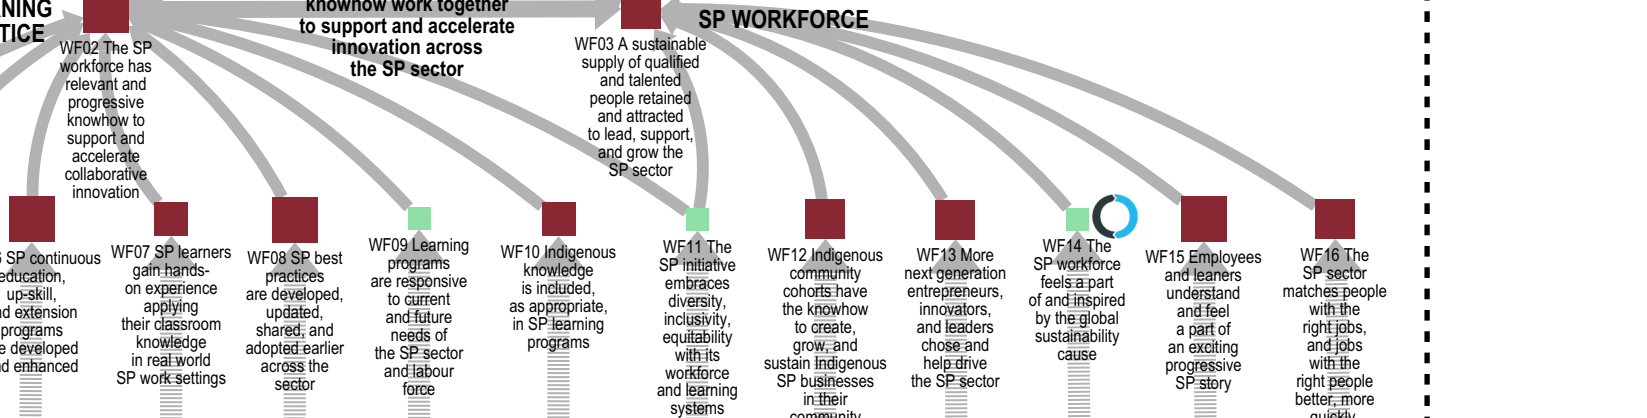 NING
TICE
knowhow work together
to support and accelerate
innovation across
the SP sector
SP WORKFORCE
WF02 The SP
workforce has
relevant and
progressive
knowhow to
support and
accelerate
collaborative
innovation
WF03 A sustainable
supply of qualified
and talented
people retained
and attracted
to lead, support,
and grow the
SP sector
SP continuous
education,
up-skill,
nd extension
programs
e developed
nd enhanced
WF07 SP learners
gain hands-
on experience
applying
their classroom
knowledge
in real world
SP work settings
WF08 SP best
practices
are developed,
updated,
shared, and
adopted earlier
across the
sector
WF09 Learning
programs
are responsive
to current
and future
needs of
the SP sector
and labour
force
WF10 Indigenous
knowledge
is included,
as appropriate,
in SP learning
programs
WF11 The
SP initiative
embraces
diversity,
inclusivity,
equitability
with its
workforce
and learning
systems
WF12 Indigenous
community
cohorts have
the knowhow
to create,
grow, and
sustain Indigenous
SP businesses
in their
community
WF13 More
next generation
entrepreneurs,
innovators,
and leaders
chose and
help drive
the SP sector
WF14 The
SP workforce
feels a part
of and inspired
by the global
sustainability
cause
WF15 Employees
and leaners
understand
and feel
a part of
an exciting
progressive
SP story
WF16 The
SP sector
matches people
with the
right jobs,
and jobs
with the
right people
better, more
quickly